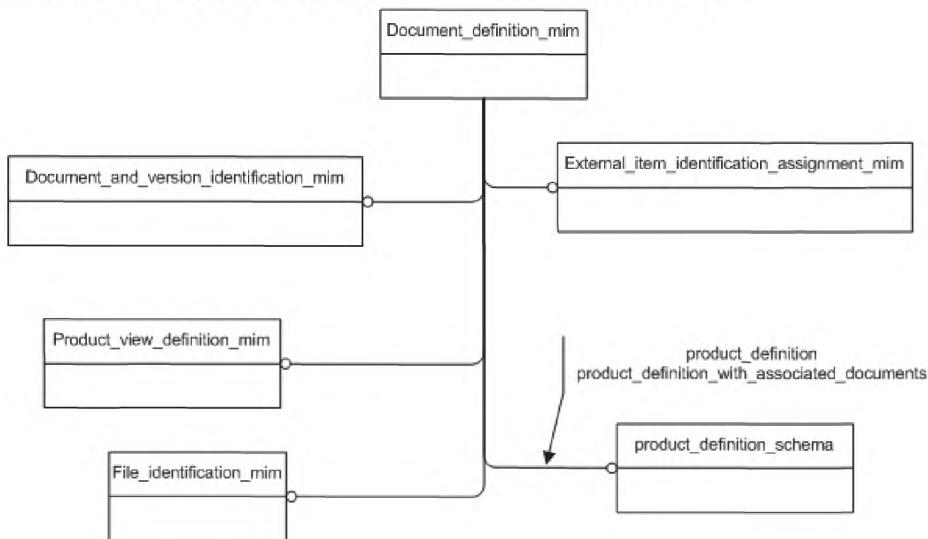 Document_definition_mim
Document_and_version_identification_mim
External_item_identification_assignment_mim
Product_view_definition_mim
product_definition
product_definition_with_associated_documents
File_identification_mim
product_definition_schema